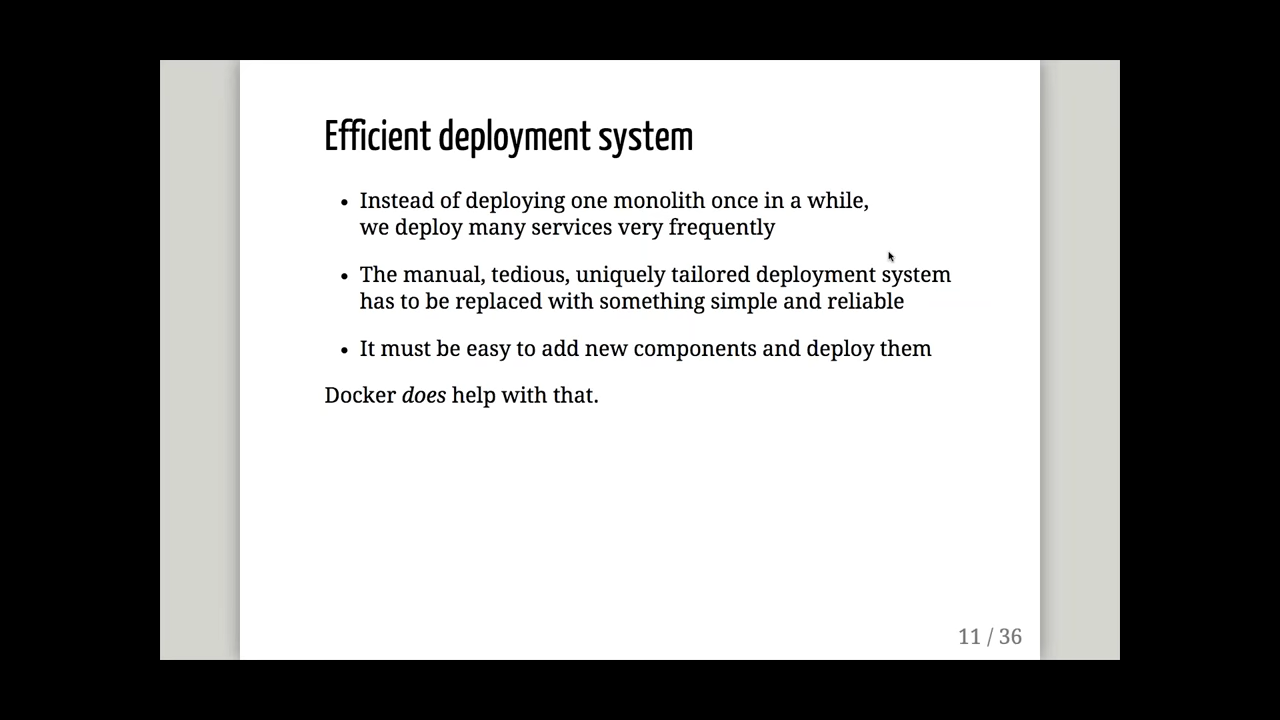 Efficient deployment system
• Instead of deploying one monolith once in a while,
we deploy many services very frequently
• The manual, tedious, uniquely tailored deployment system
has to be replaced with something simple and reliable
• It must be easy to add new components and deploy them
Docker does help with that.
11 / 36